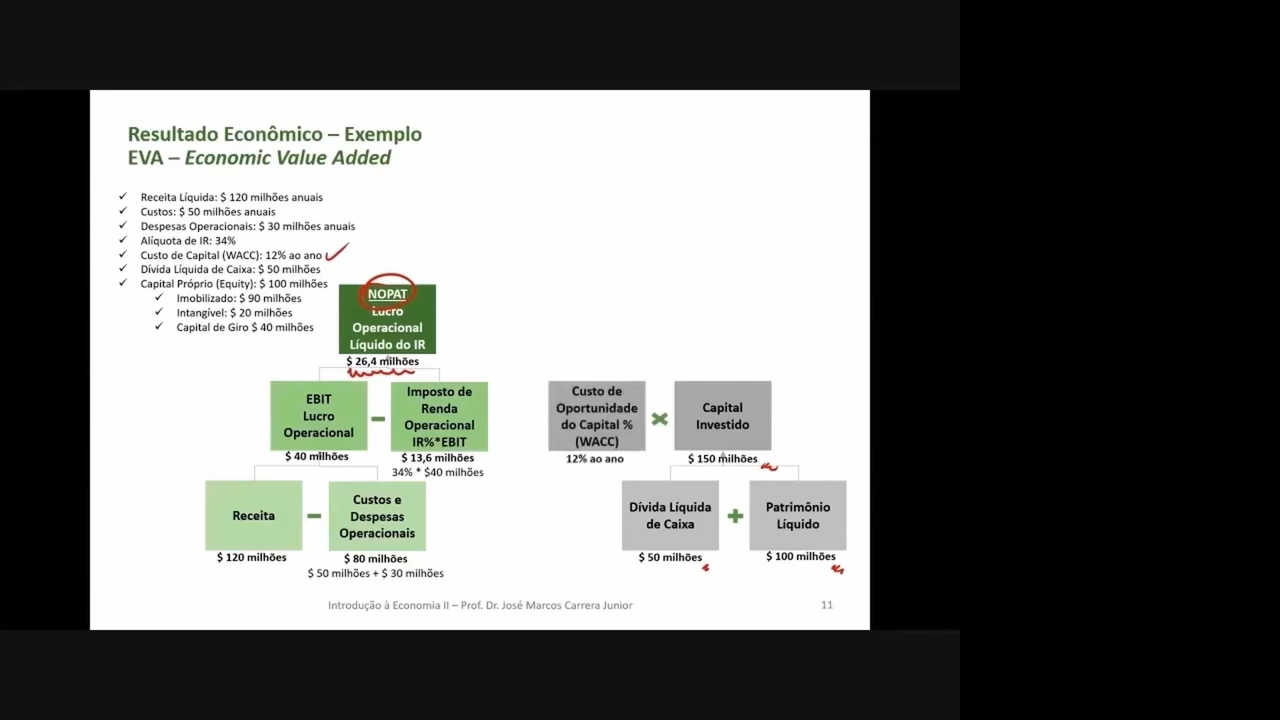 Resultado Econômico – Exemplo
EVA – Economic Value Added
Receita Líquida: $ 120 milhões anuais
Custos: $ 50 milhões anuais
Despesas Operacionais: $ 30 milhões anuais
Alíquota de IR: 34%
Custo de Capital (WACC): 12% ao ano
Dívida Líquida de Caixa: $ 50 milhões
Capital Próprio (Equity): $ 100 milhões
Imobilizado: $ 90 milhões
Intangível: $ 20 milhões
Capital de Giro $ 40 milhões
NOPAT
Lucro
Operacional
Líquido do IR
$ 26,4 milhões
EBIT
Lucro
Operacional
$ 40 milhões
Imposto de
Renda
Operacional
IR%*EBIT
$ 13,6 milhões
34% * $40 milhões
Custo de
Oportunidade
do Capital %
(WACC)
12% ao ano
Capital
Investido
$ 150 milhões
Receita
$ 120 milhões
Custos e
Despesas
Operacionais
$ 80 milhões
$ 50 milhões + $ 30 milhões
Dívida Líquida
de Caixa
$ 50 milhões
Patrimônio
Líquido
$ 100 milhões
Introdução à Economia II – Prof. Dr. José Marcos Carrera Junior
11